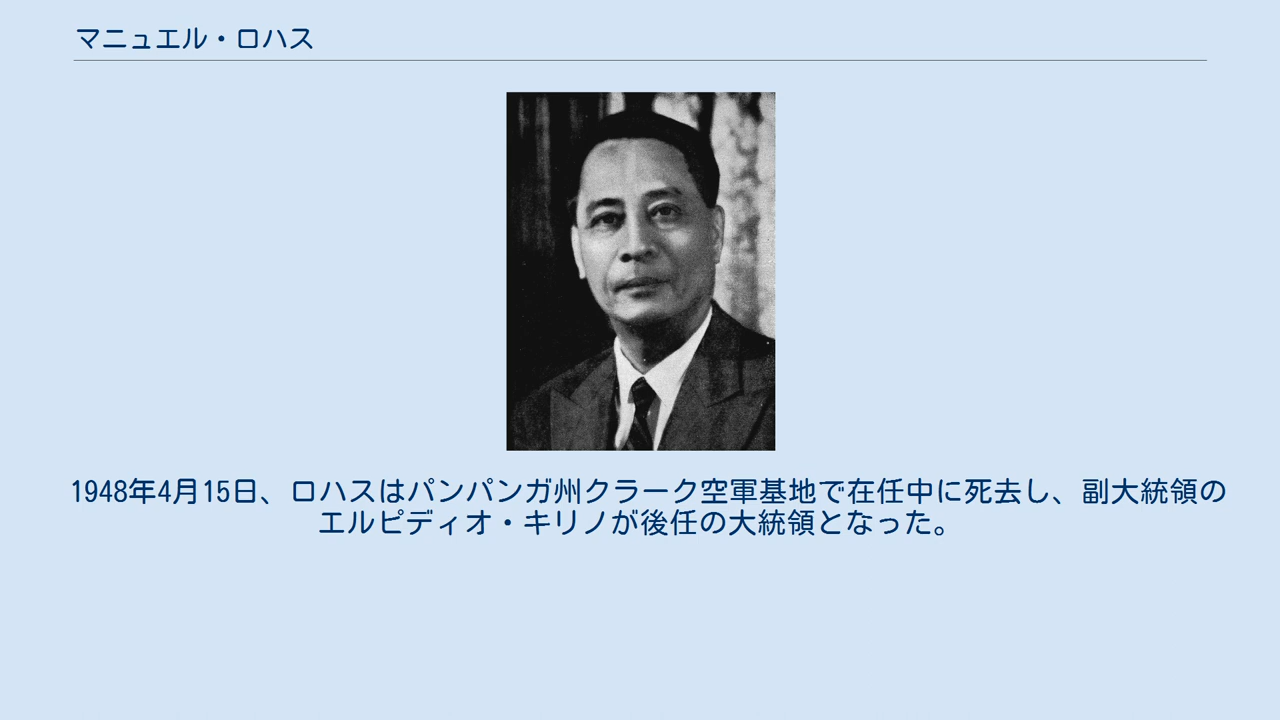 マニュエル・ロハス
1948年4月15日、ロハスはパンパンガ州クラーク空軍基地で在任中に死去し、副大統領の
エルピディオ・キリノが後任の大統領となった。